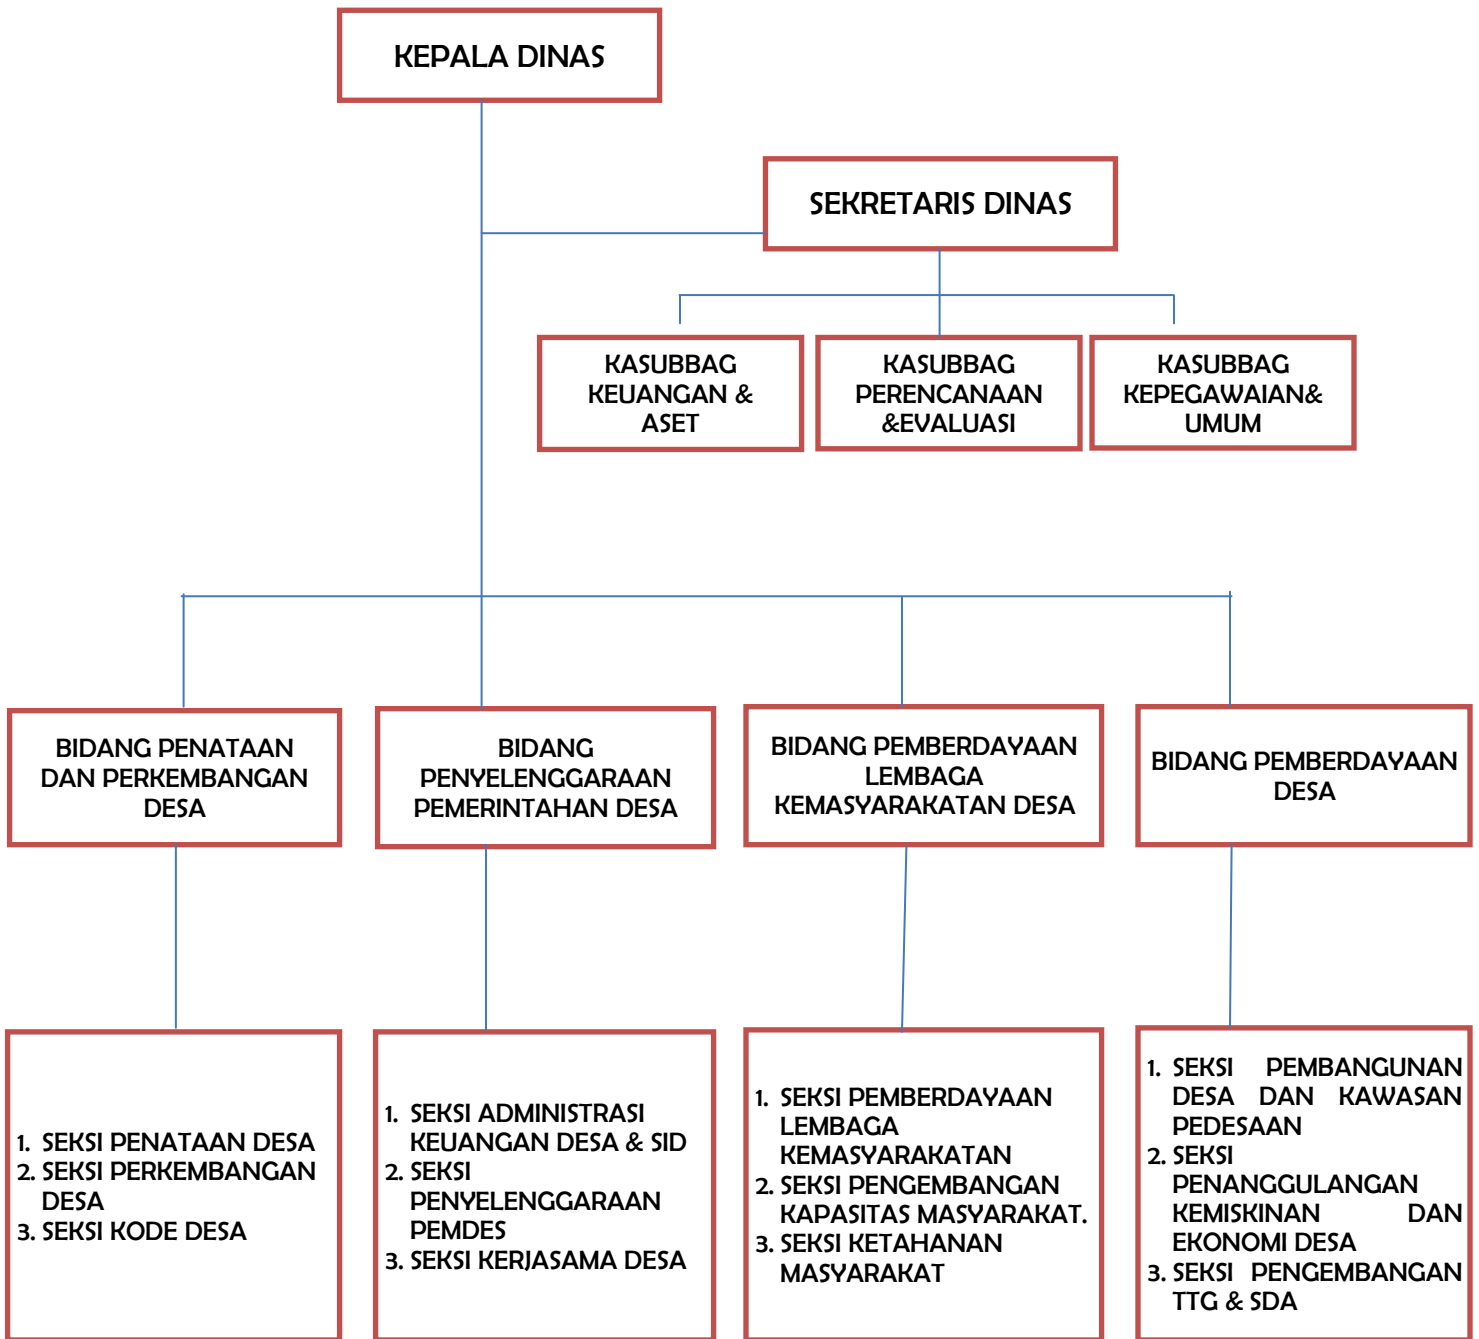 KEPALA DINAS
SEKRETARIS DINAS
KASUBBAG
KEUANGAN &
ASET
KASUBBAG
PERENCANAAN
&EVALUASI
KASUBBAG
KEPEGAWAIAN&
UMUM
BIDANG PENATAAN
DAN PERKEMBANGAN
DESA
BIDANG
PENYELENGGARAAN
PEMERINTAHAN DESA
BIDANG PEMBERDAYAAN
LEMBAGA
KEMASYARAKATAN DESA
BIDANG PEMBERDAYAAN
DESA
1. SEKSI PENATAAN DESA
2. SEKSI PERKEMBANGAN
DESA
3. SEKSI KODE DESA
1. SEKSI ADMINISTRASI
KEUANGAN DESA & SID
2. SEKSI
PENYELENGGARAAN
PEMDES
3. SEKSI KERJASAMA DESA
1. SEKSI PEMBERDAYAAN
LEMBAGA
KEMASYARAKATAN
2. SEKSI PENGEMBANGAN
KAPASITAS MASYARAKAT.
3. SEKSI KETAHANAN
MASYARAKAT
1. SEKSI PEMBANGUNAN
DESA DAN KAWASAN
PEDESAAN
2. SEKSI
PENANGGULANGAN
KEMISKINAN DAN
EKONOMI DESA
3. SEKSI PENGEMBANGAN
TTG & SDA